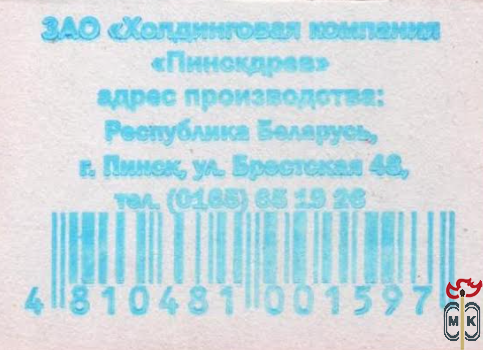 ЗАО «Холдинговая компания
«Пинскдрев»
адрес производства:
Республика Беларусь,
г. Пинск, ул. Брестская 46,
тел. (0165) 65 19 26
4 810481 001597
МК